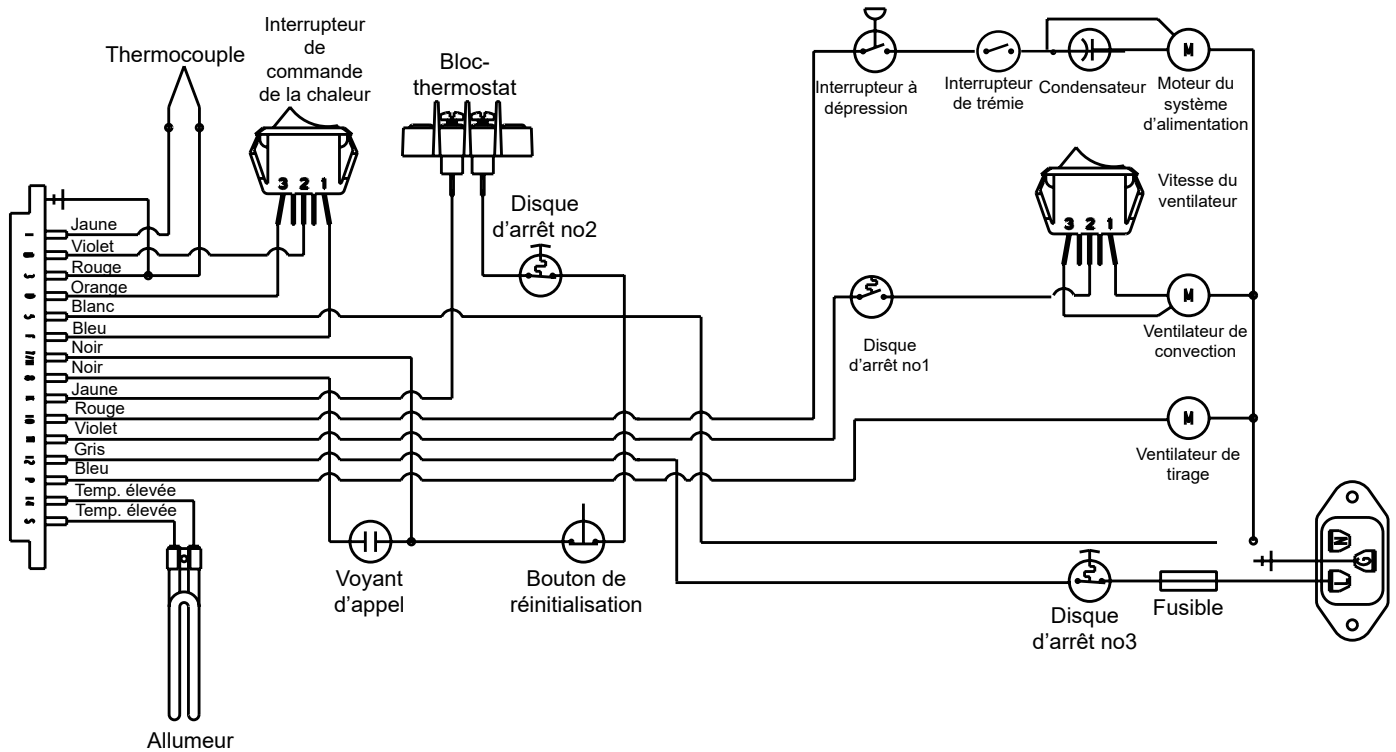 Thermocouple
Interrupteur
de
commande
de la chaleur
Bloc-
thermostat
Interrupteur à
dépression
Interrupteur
de trémie
Condensateur
Moteur du
système
d'alimentation
M
3 2 1
Disque
d'arrêt no2
3 2 1
Vitesse du
ventilateur
Jaune
Violet
Rouge
Orange
Blanc
Bleu
Noir
Noir
Jaune
Rouge
Violet
Gris
Bleu
Temp. élevée
Temp. élevée
Disque
d'arrêt no1
M
Ventilateur de
convection
M
Ventilateur de
tirage
N
G
L
Voyant
d'appel
Bouton de
réinitialisation
Disque
d'arrêt no3
Fusible
Allumeur